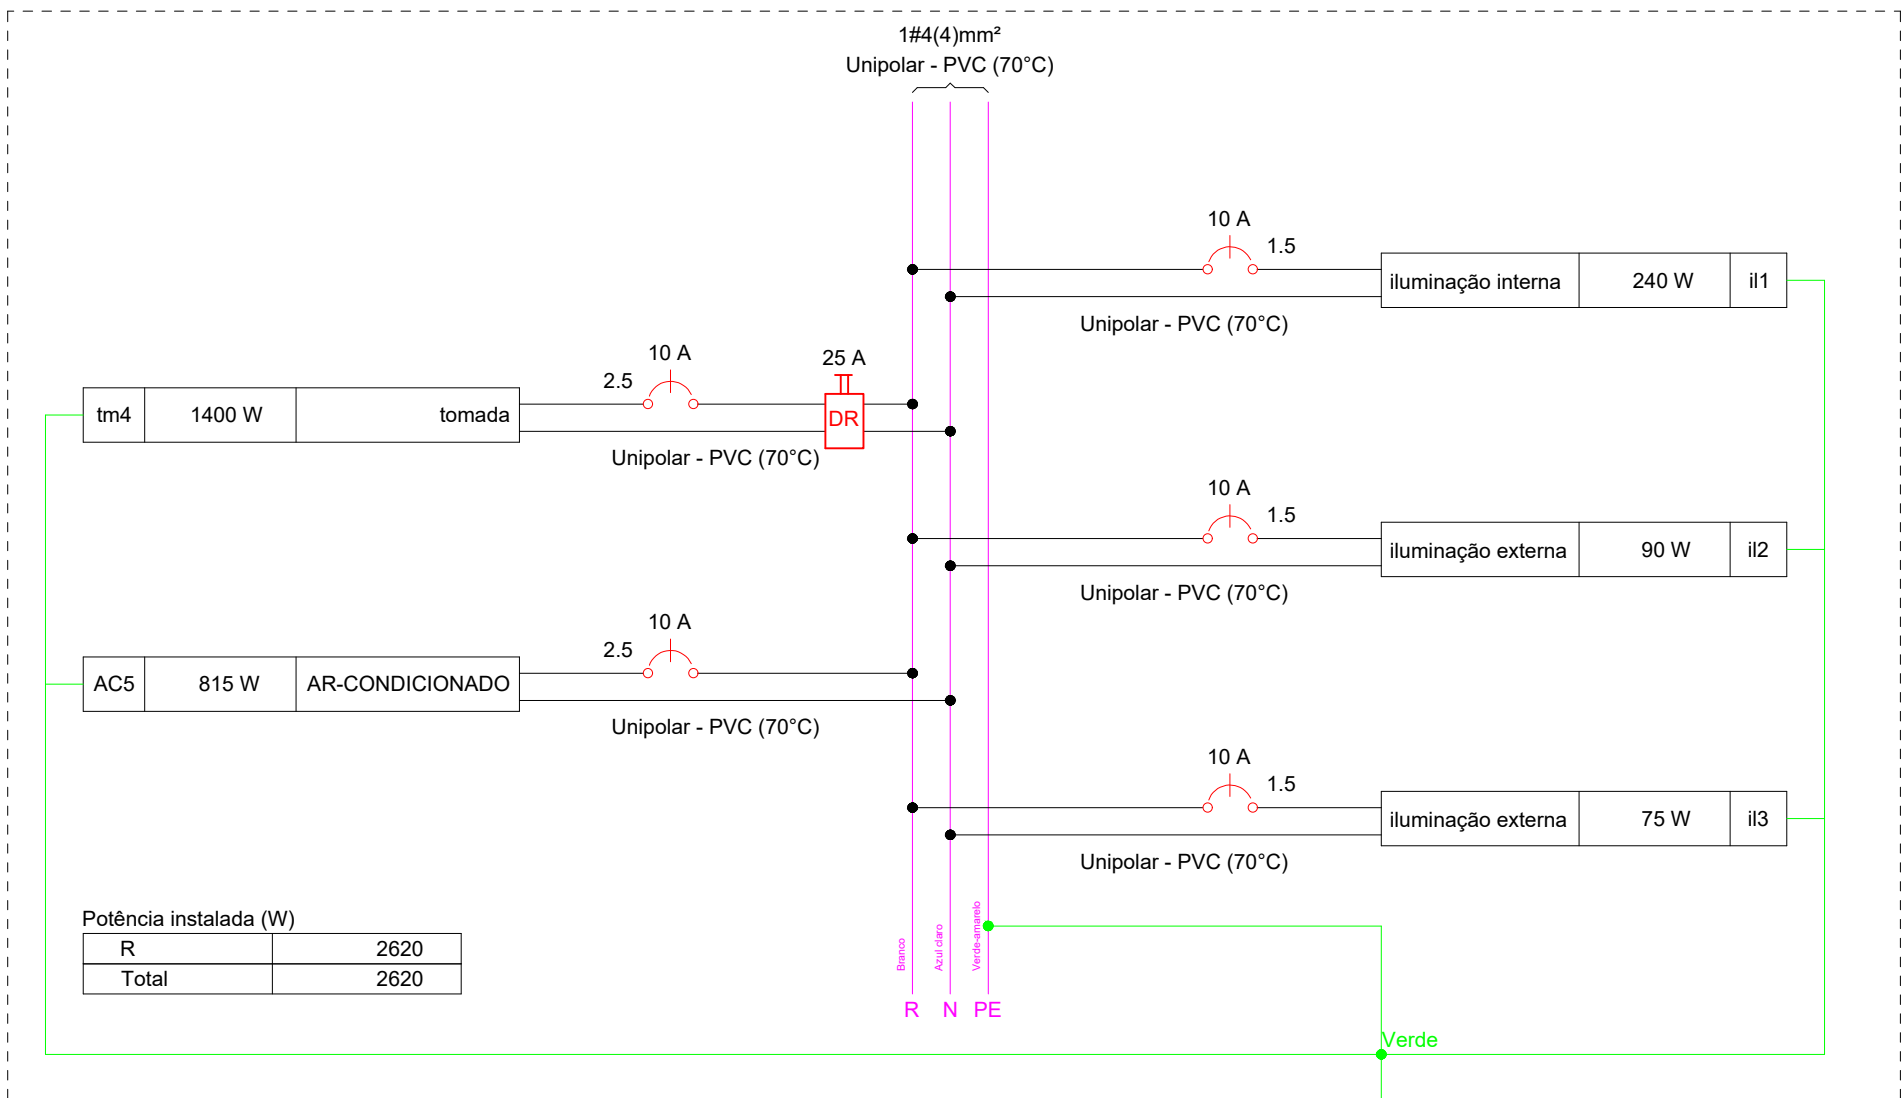 1#4(4)mm²
Unipolar - PVC (70°C)
10 A
1.5
iluminação interna 240 W il1
Unipolar - PVC (70°C)
10 A
25 A
2.5
tm4 1400 W tomada
DR
Unipolar - PVC (70°C)
10 A
1.5
iluminação externa 90 W il2
Unipolar - PVC (70°C)
10 A
2.5
AC5 815 W AR-CONDICIONADO
Unipolar - PVC (70°C)
10 A
1.5
iluminação externa 75 W il3
Unipolar - PVC (70°C)
Potência instalada (W)
R 2620
Total 2620
Branco
Azul claro
Verde-amarelo
R N PE
Verde